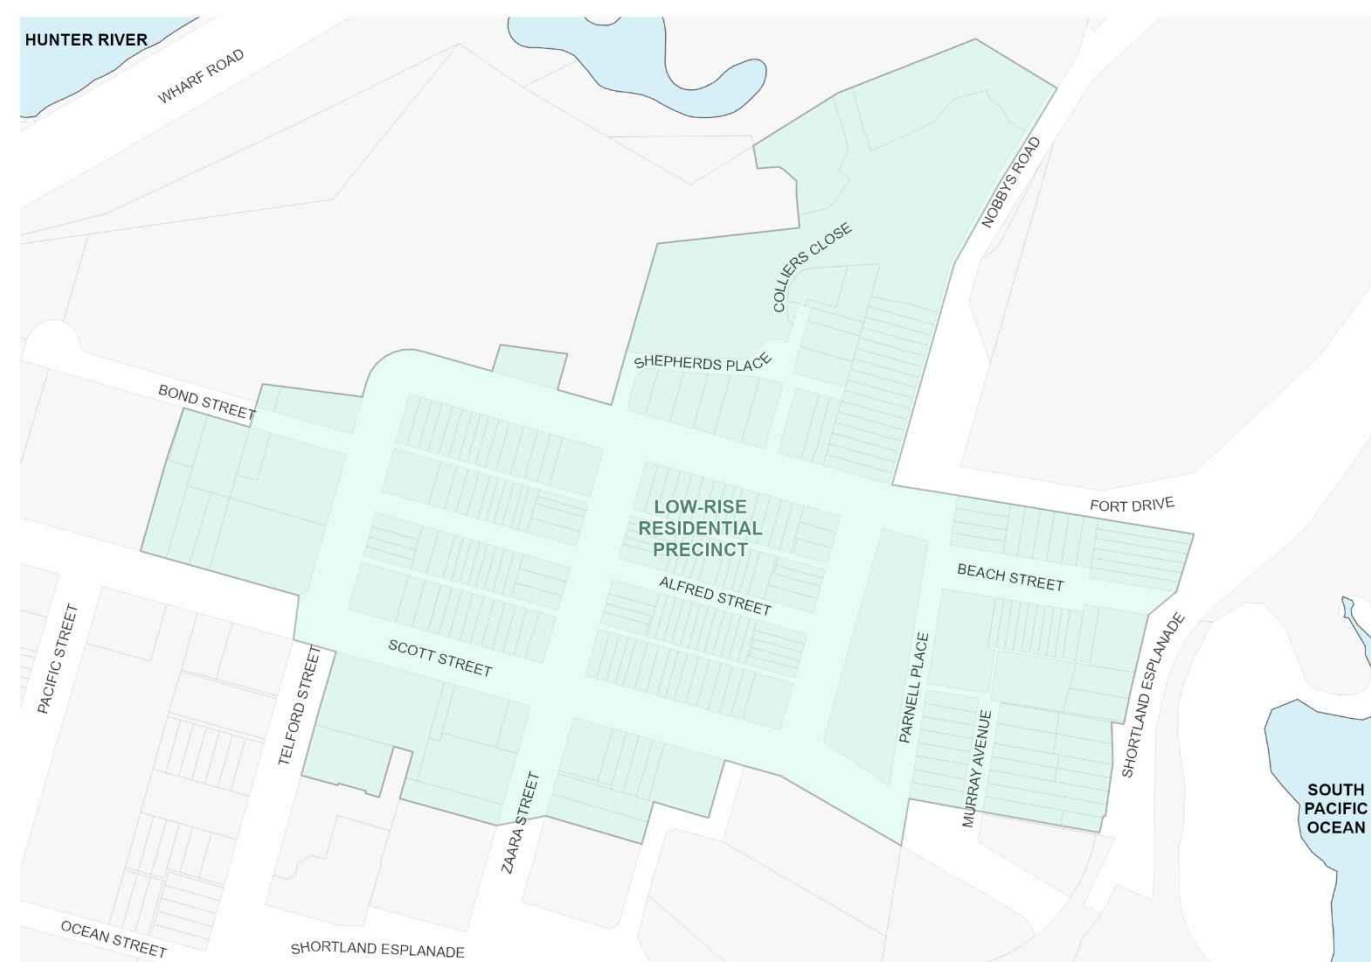 HUNTER RIVER
WHARF ROAD
NOBBYS ROAD
COLLIERS CLOSE
SHEPHERDS PLACE
BOND STREET
LOW-RISE
RESIDENTIAL
PRECINCT
FORT DRIVE
BEACH STREET
ALFRED STREET
PACIFIC STREET
SCOTT STREET
TELFORD STREET
PARNELL PLACE
SHORTLAND ESPLANADE
MURRAY AVENUE
ZAARA STREET
SOUTH
PACIFIC
OCEAN
OCEAN STREET
SHORTLAND ESPLANADE